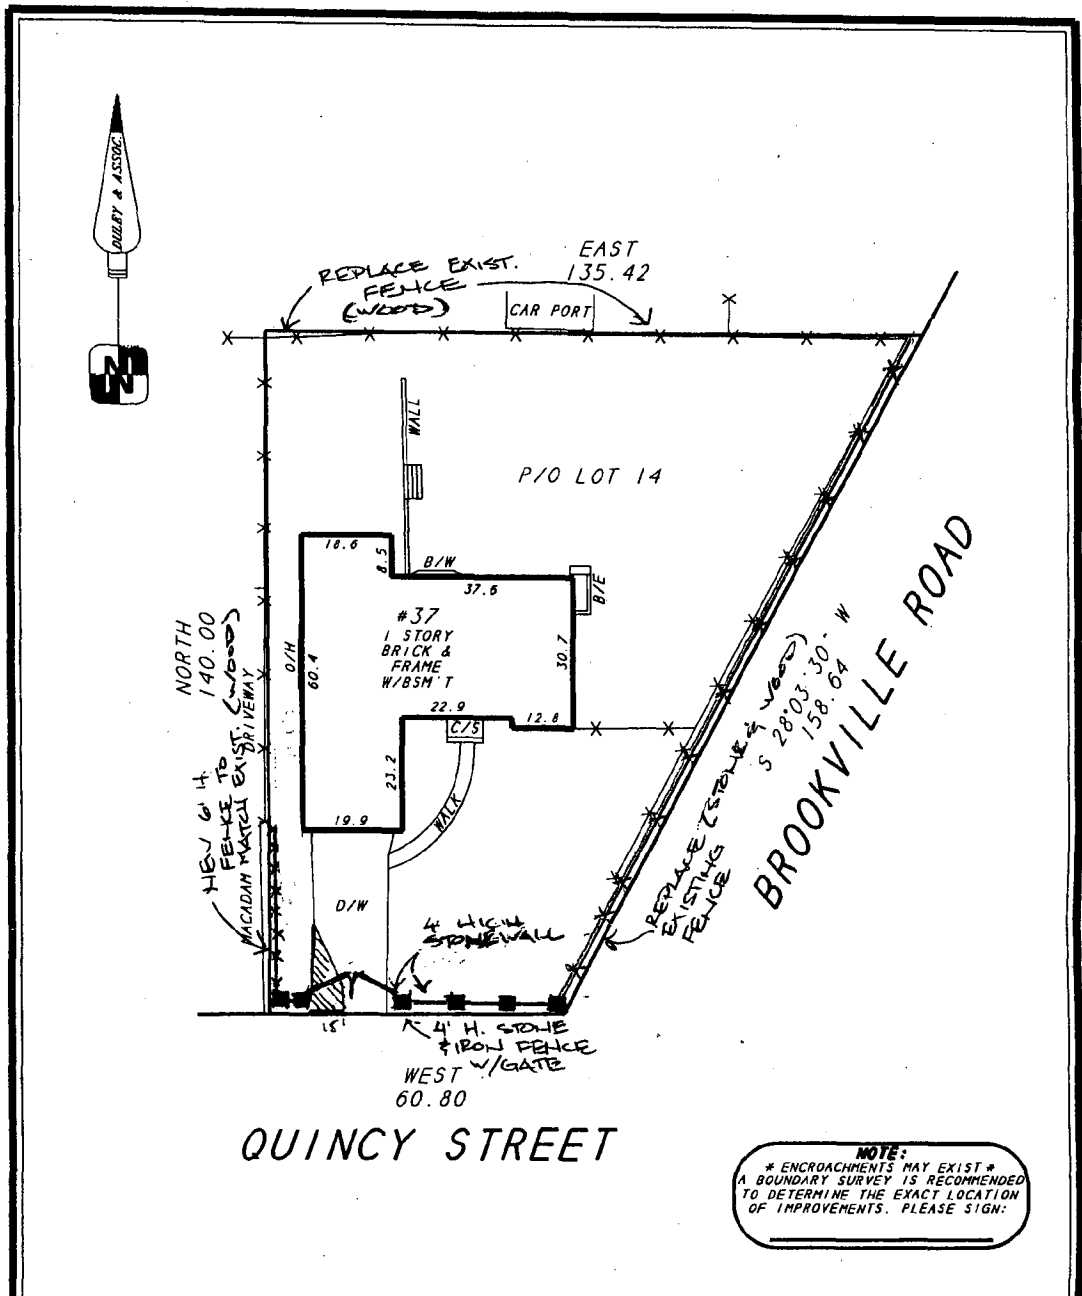 DULEY & ASSOC.
N
EAST
135.42
REPLACE EXIST.
FENCE
(WOOD)
CAR PORT
WALL
P/O LOT 14
18.6
8.5
B/W
37.6
B/E
#37
1 STORY
BRICK &
FRAME
W/BSM'T
O/H
60.4
30.7
22.9
12.8
C/S
23.2
19.9
WALK
D/W
NORTH
140.00
MACADAM DRIVEWAY
NEW 6' H.
FENCE TO
MATCH EXIST. (WOOD)
S 28°03'30" W
158.64
BROOKVILLE ROAD
REPLACE (STONE & WOOD)
EXISTING
FENCE
4' HIGH
STONEWALL
15'
4' H. STONE
& IRON FENCE
W/GATE
WEST
60.80
QUINCY STREET
NOTE:
* ENCROACHMENTS MAY EXIST *
A BOUNDARY SURVEY IS RECOMMENDED
TO DETERMINE THE EXACT LOCATION
OF IMPROVEMENTS. PLEASE SIGN: